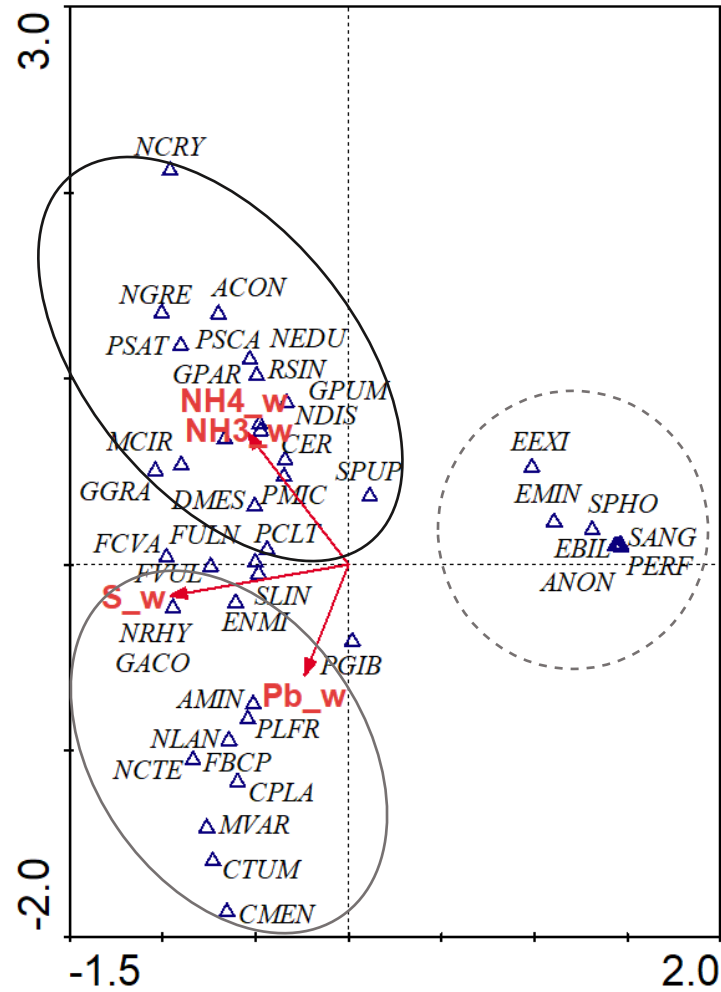 3.0
NCRY
NGRE ACON
PSAT PSCA NEDU
GPAR RSIN
NH4_w GPUM
NH3_w NDIS
MCIR CER EEXI
GGRA DMES PMIC SPUP EMIN SPHO
FCVA FULN PCLT EBIL SANG
FVUL SLIN ANON PERF
S_w ENMI
NRHY
GACO PGIB
AMIN Pb_w
NLAN PLFR
NCTE FBCP
CPLA
MVAR
CTUM
CMEN
-2.0
-1.5 2.0